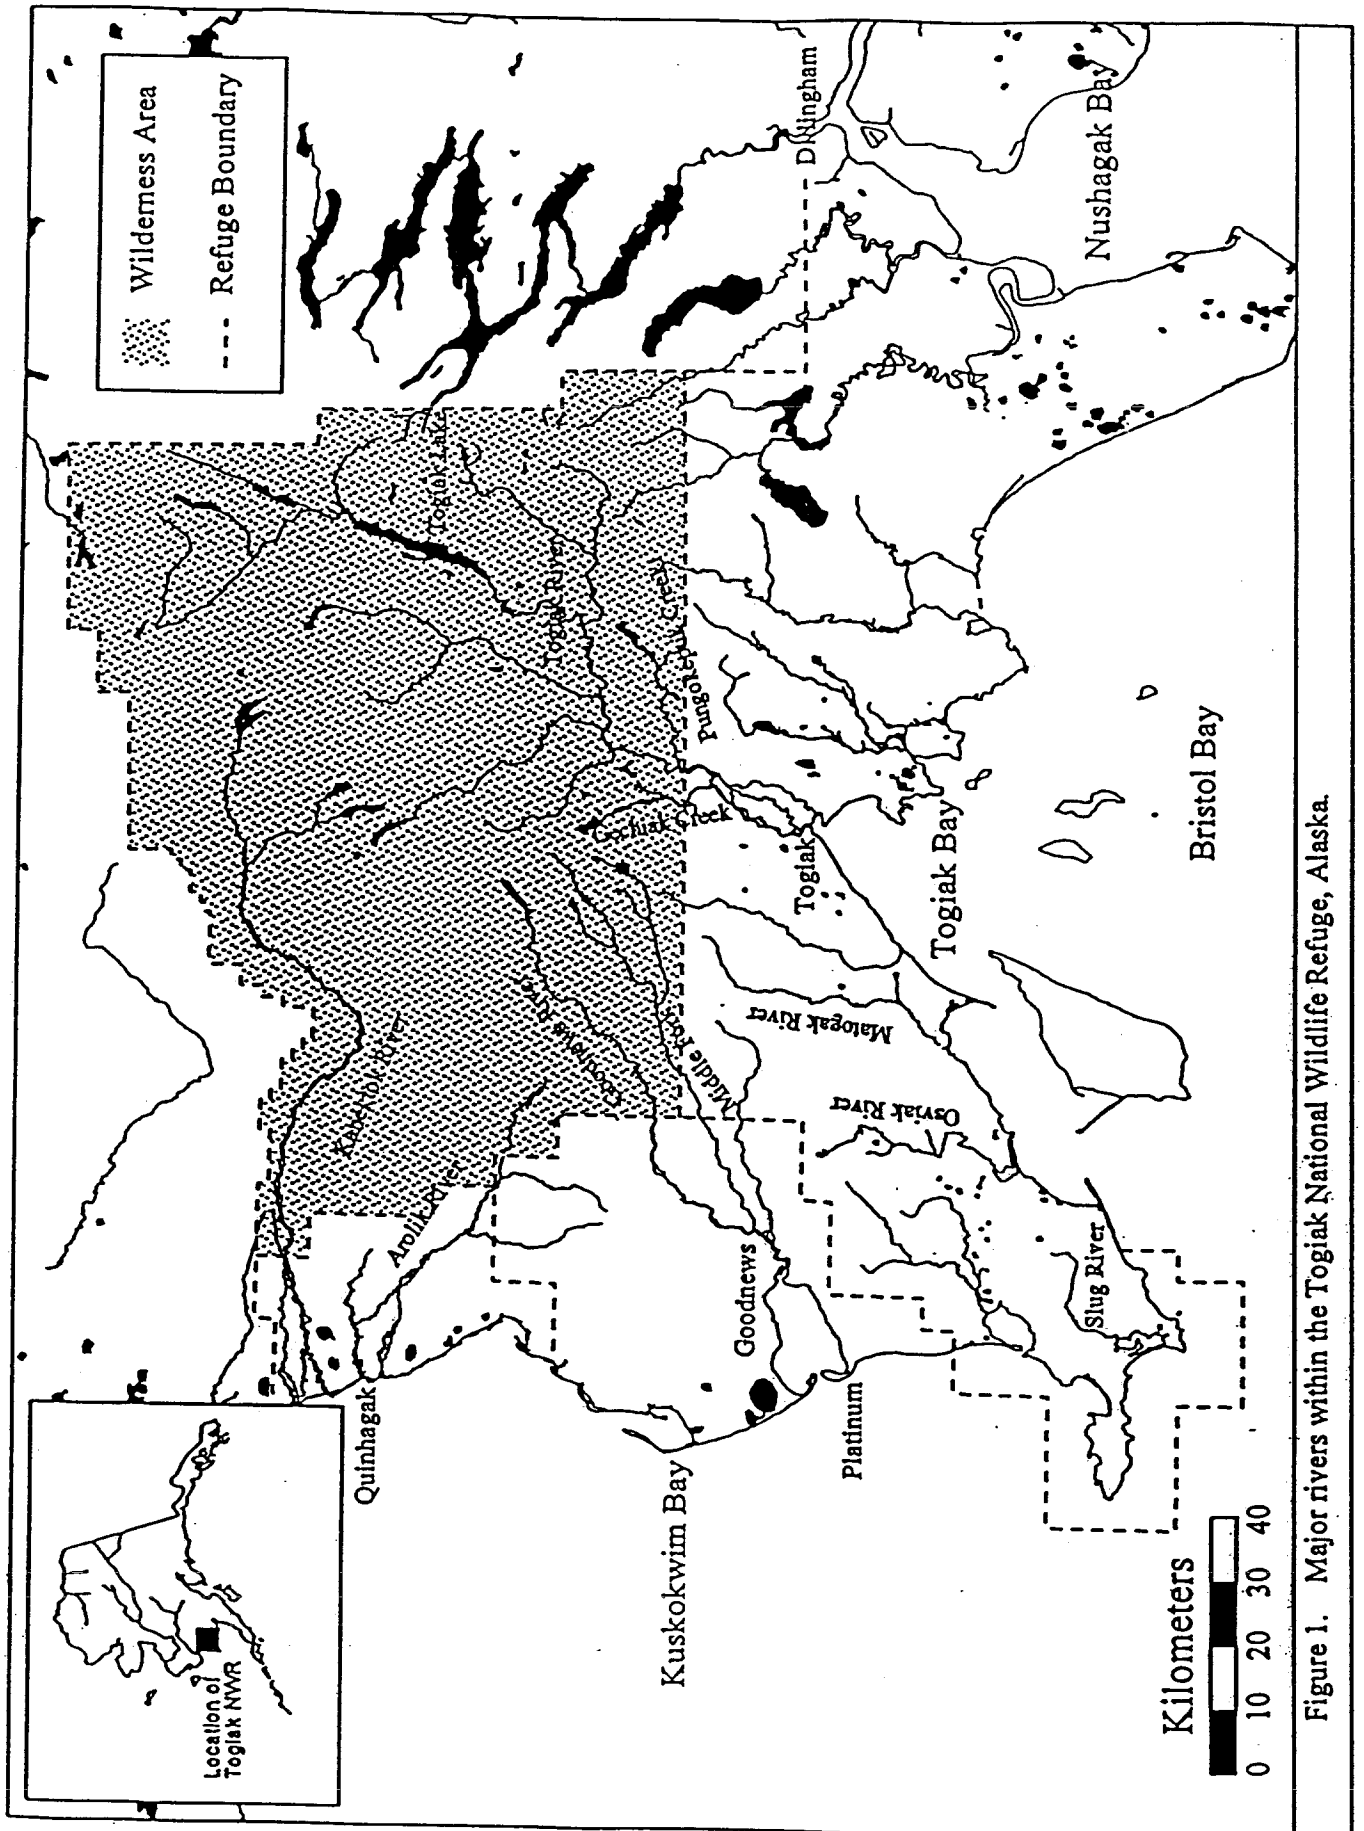 Location of
Togiak NWR
Wilderness Area
Refuge Boundary
Quinhagak
Arolik River
Kanektok River
Togiak Lake
Togiak River
Goodnews River
Middle Fork
Gechiak Creek
Pungokepuk Creek
Dillingham
Kuskokwim Bay
Goodnews
Platinum
Osviak River
Matogak River
Togiak
Togiak Bay
Slug River
Nushagak Bay
Bristol Bay
Kilometers
0 10 20 30 40
Figure 1. Major rivers within the Togiak National Wildlife Refuge, Alaska.